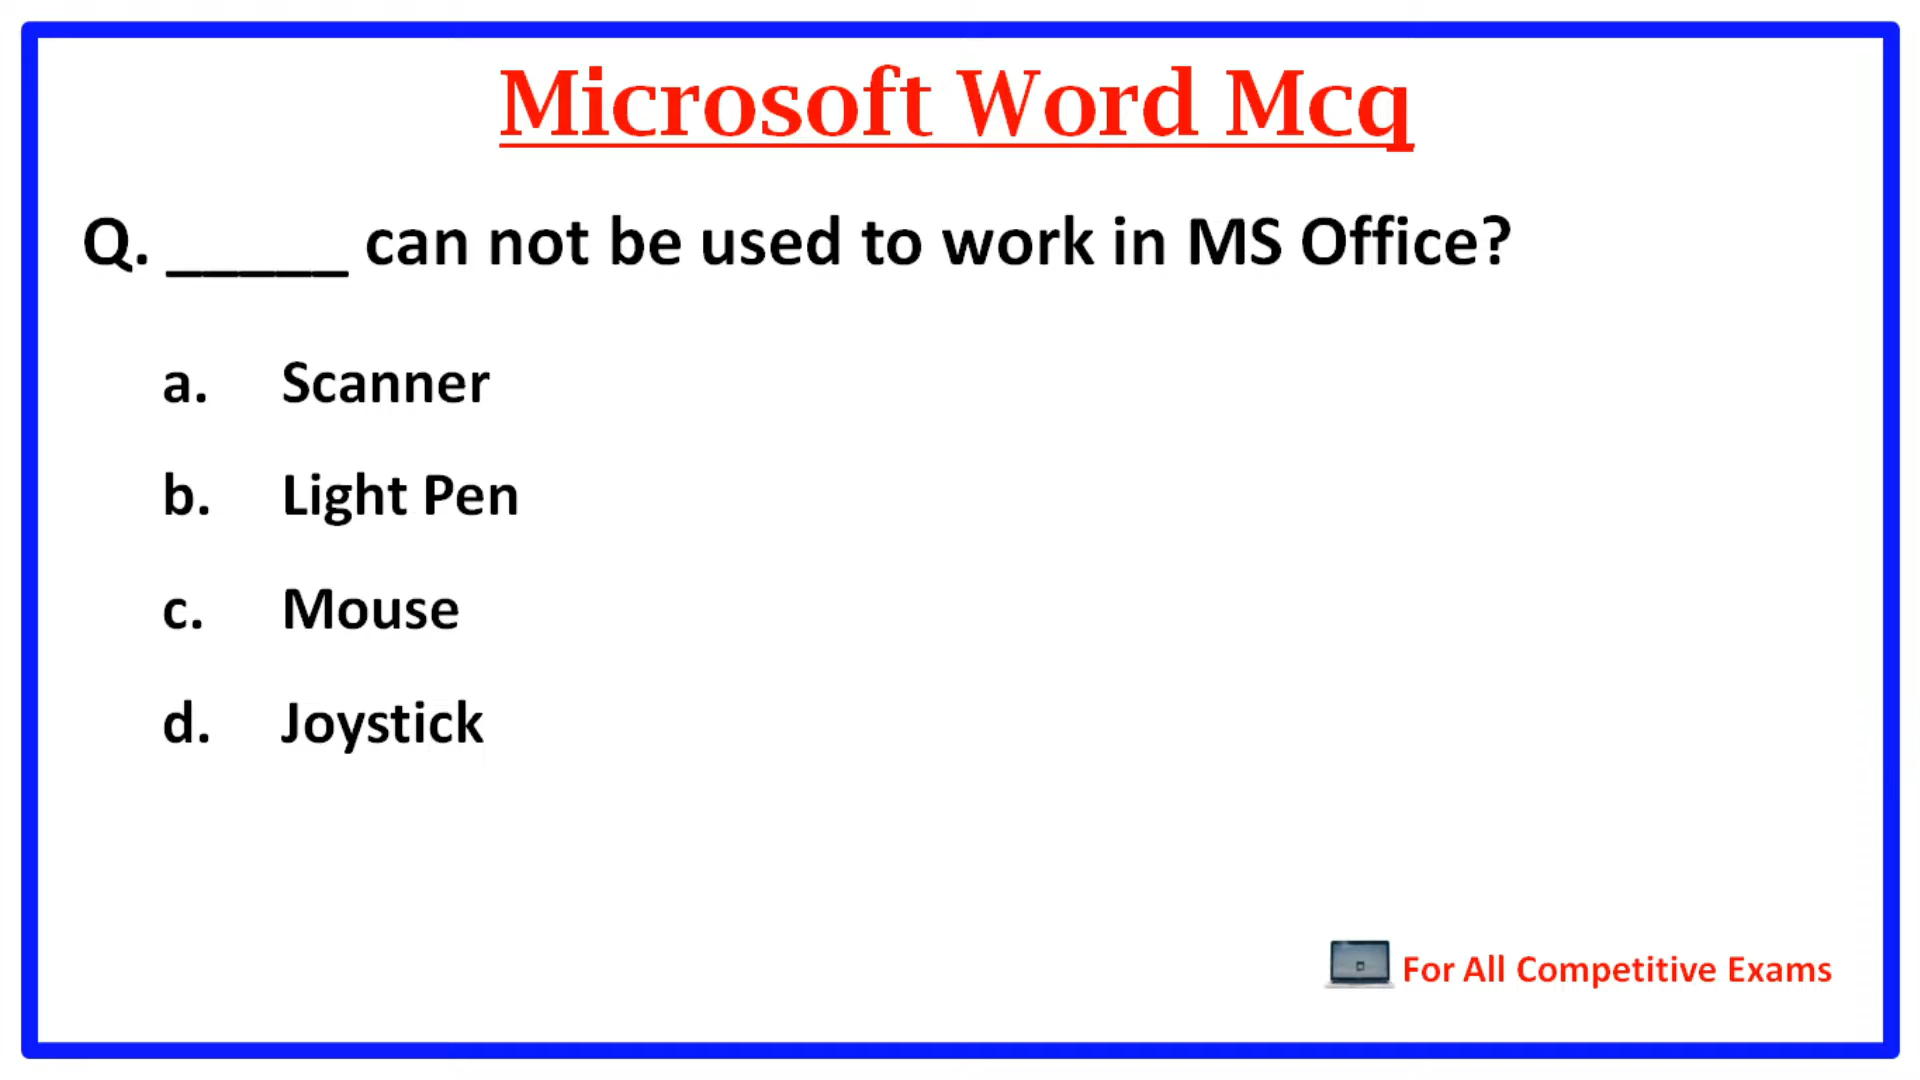 Microsoft Word Mcq
Q. _____ can not be used to work in MS Office?
a. Scanner
b. Light Pen
c. Mouse
d. Joystick
For All Competitive Exams